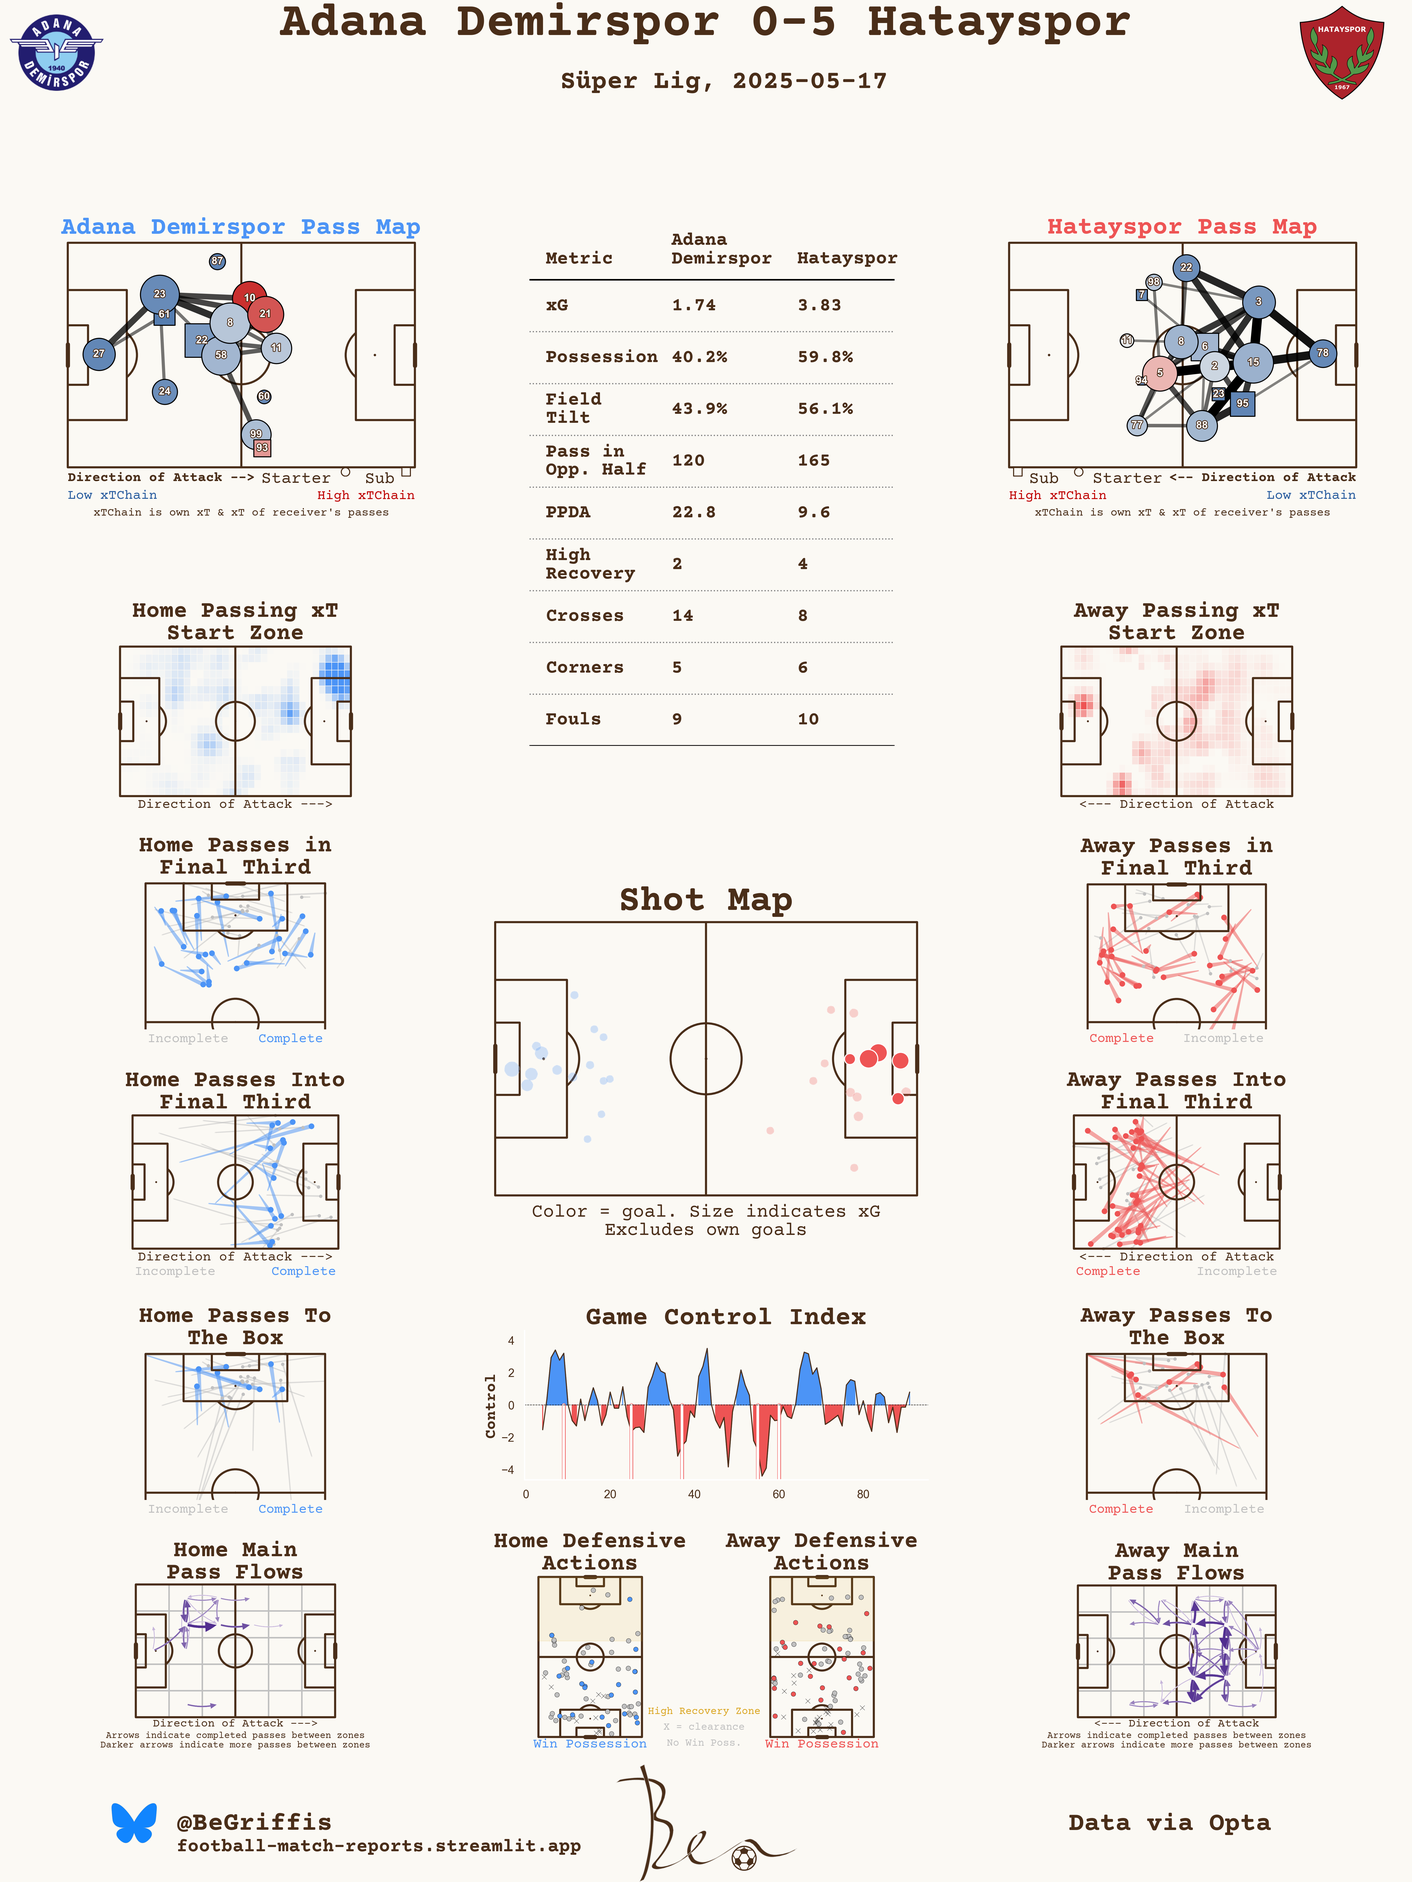 Adana Demirspor 0-5 Hatayspor
Süper Lig, 2025-05-17
ADANA
1940
DEMİRSPOR
HATAYSPOR
1967
Adana Demirspor Pass Map
87
23
10
61
21
8
22
27
58
11
24
60
99
93
Direction of Attack --> Starter Sub
Low xTChain High xTChain
xTChain is own xT & xT of receiver's passes
Metric Adana Demirspor Hatayspor
xG 1.74 3.83
Possession 40.2% 59.8%
Field Tilt 43.9% 56.1%
Pass in Opp. Half 120 165
PPDA 22.8 9.6
High Recovery 2 4
Crosses 14 8
Corners 5 6
Fouls 9 10
Hatayspor Pass Map
22
98
7
3
11
8
6
78
15
2
5
94
23
95
77
88
Sub Starter <-- Direction of Attack
High xTChain Low xTChain
xTChain is own xT & xT of receiver's passes
Home Passing xT
Start Zone
Direction of Attack --->
Away Passing xT
Start Zone
<--- Direction of Attack
Home Passes in
Final Third
Incomplete Complete
Away Passes in
Final Third
Complete Incomplete
Shot Map
Color = goal. Size indicates xG
Excludes own goals
Home Passes Into
Final Third
Direction of Attack --->
Incomplete Complete
Away Passes Into
Final Third
<--- Direction of Attack
Complete Incomplete
Home Passes To
The Box
Incomplete Complete
Game Control Index
Control
4
2
0
−2
−4
0 20 40 60 80
Away Passes To
The Box
Complete Incomplete
Home Main
Pass Flows
Direction of Attack --->
Arrows indicate completed passes between zones
Darker arrows indicate more passes between zones
Home Defensive
Actions
Win Possession
Away Defensive
Actions
Win Possession
High Recovery Zone
X = clearance
No Win Poss.
Away Main
Pass Flows
<--- Direction of Attack
Arrows indicate completed passes between zones
Darker arrows indicate more passes between zones
@BeGriffis
football-match-reports.streamlit.app
Ben
Data via Opta